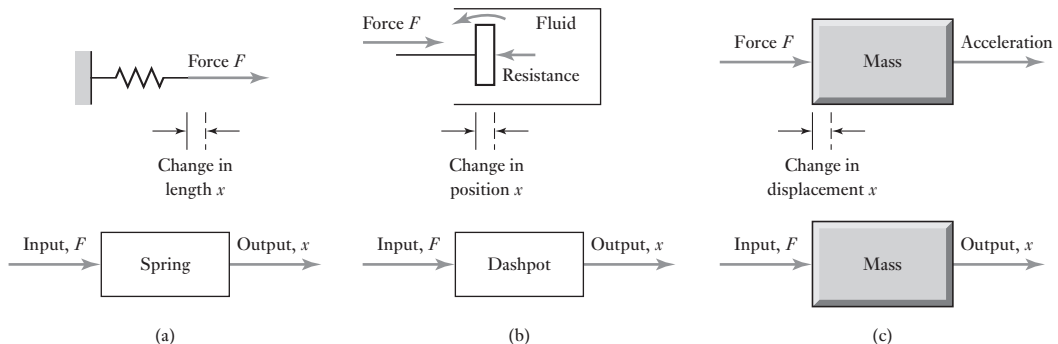 Force F
Change in
length x
Input, F
Spring
Output, x
(a)
Force F
Fluid
Resistance
Change in
position x
Input, F
Dashpot
Output, x
(b)
Force F
Mass
Acceleration
Change in
displacement x
Input, F
Mass
Output, x
(c)